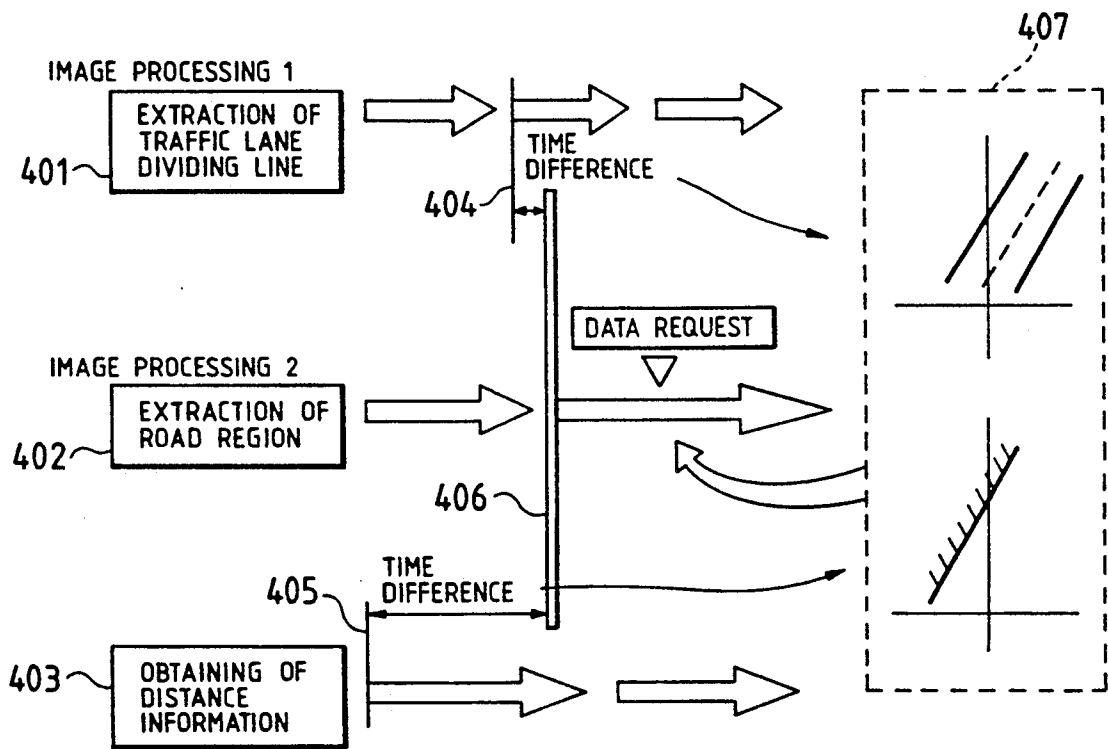 407
IMAGE PROCESSING 1
EXTRACTION OF
TRAFFIC LANE
DIVIDING LINE
401
TIME
DIFFERENCE
404
DATA REQUEST
IMAGE PROCESSING 2
EXTRACTION OF
ROAD REGION
402
406
TIME
DIFFERENCE
405
403
OBTAINING OF
DISTANCE
INFORMATION